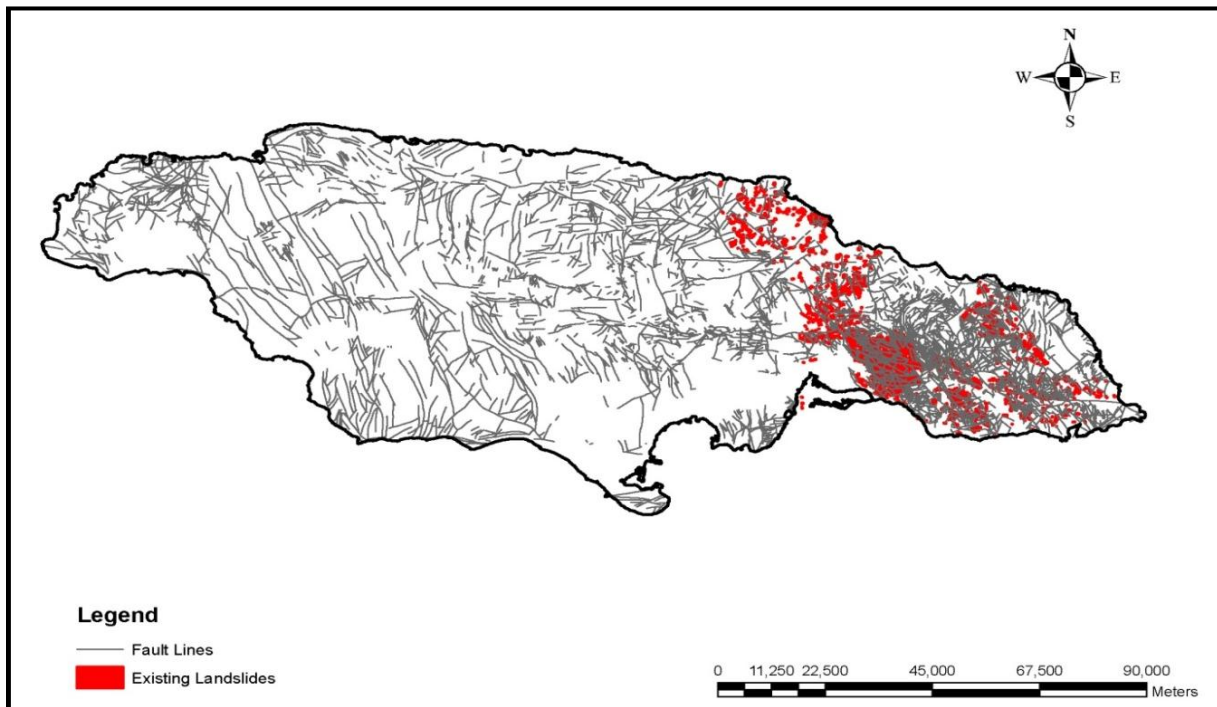 N
W E
S
Legend
Fault Lines
Existing Landslides
0 11,250 22,500 45,000 67,500 90,000
Meters